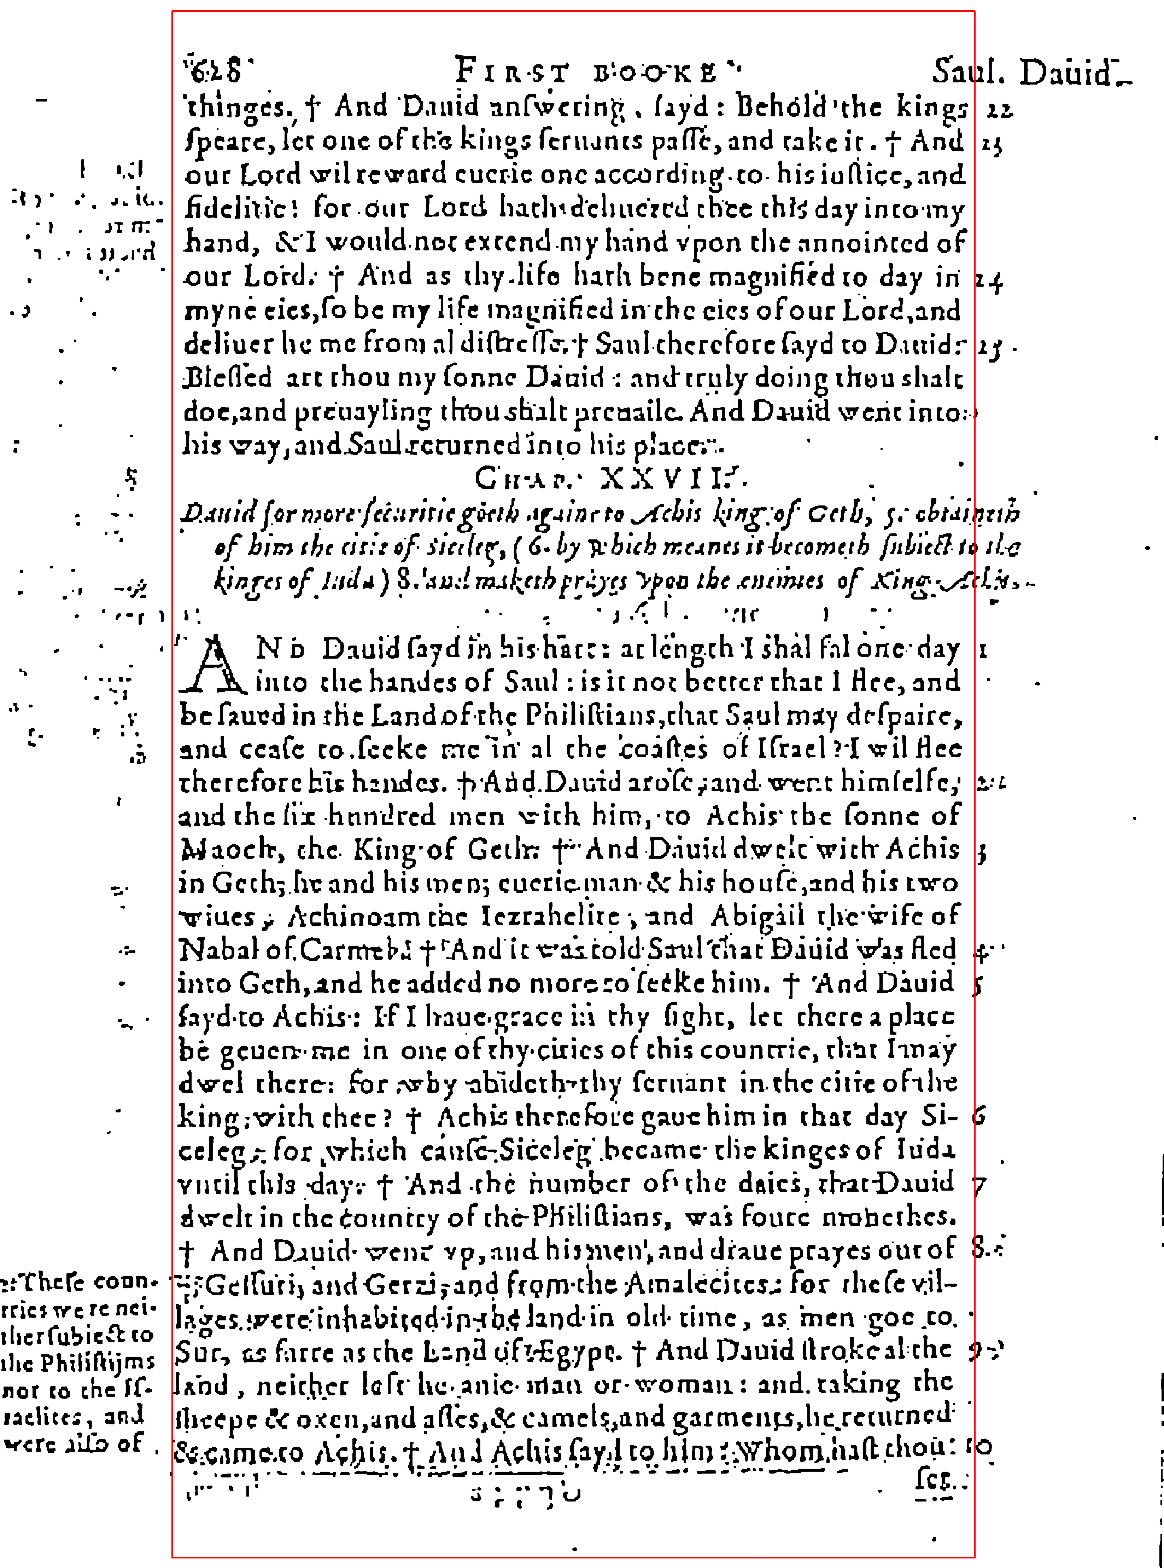 628 FIRST BOOKE Saul. Dauid
thinges. † And Dauid anſwering, ſayd: Behold the kings 22
ſpeare, let one of the kings ſeruants paſſe, and take it. † And 23
our Lord wil reward euerie one according to his iuſtice, and
fidelitie: for our Lord hath deliuered thee this day into my
hand, & I would not extend my hand vpon the annointed of
our Lord. † And as thy life hath bene magnified to day in 24
myne eies, ſo be my life magnified in the eies of our Lord, and
deliuer he me from al diſtreſſe. † Saul therefore ſayd to Dauid: 25
Bleſſed art thou my ſonne Dauid: and truly doing thou shalt
doe, and preuayling thou shalt preuaile. And Dauid went into
his way, and Saul returned into his place.
CHAP. XXVII.
Dauid for more ſecuritie goeth againe to Achis king of Geth, 5. obtaineth
of him the citie of Siceleg, (6. by which meanes it becometh ſubiect to the
kinges of Iuda) 8. and maketh prayes vpon the enimies of King Achis.
AND Dauid ſayd in his hart: at length I shal fal one day 1
into the handes of Saul: is it not better that I flee, and
be ſaued in the Land of the Philiſtians, that Saul may deſpaire,
and ceaſe to ſeeke me in al the coaſtes of Iſrael? I wil flee
therefore his handes. † And Dauid aroſe, and went himſelfe, 2
and the ſix hundred men with him, to Achis the ſonne of
Maoch, the King of Geth. † And Dauid dwelt with Achis 3
in Geth, he and his men; euerie man & his houſe, and his two
wiues, Achinoam the Iezrahelite, and Abigail the wife of
Nabal of Carmel. † And it was told Saul that Dauid was fled 4
into Geth, and he added no more to ſeeke him. † And Dauid 5
ſayd to Achis: If I haue grace in thy ſight, let there a place
be geuen me in one of thy cities of this countrie, that I may
dwel there: for why abideth thy ſeruant in the citie of the
king with thee? † Achis therefore gaue him in that day Si- 6
celeg: for which cauſe Siceleg became the kinges of Iuda
vntil this day. † And the number of the daies, that Dauid 7
dwelt in the country of the Philiſtians, was foure monethes.
† And Dauid went vp, and his men, and draue prayes out of 8.
:: Geſſuri, and Gerzi, and from the Amalecites: for theſe vil-
lages were inhabited in the land in old time, as men goe to
Sur, as farre as the Land of Egypt. † And Dauid ſtroke al the 9
land, neither left he anie man or woman: and taking the
ſheepe & oxen, and aſſes, & camels, and garments, he returned
& came to Achis. † And Achis ſayd to him: Whom haſt thou 10
ſet
:: Theſe coun-
tries were nei-
ther ſubiect to
the Philiſtijms
nor to the Iſ-
raelites, and
were alſo of